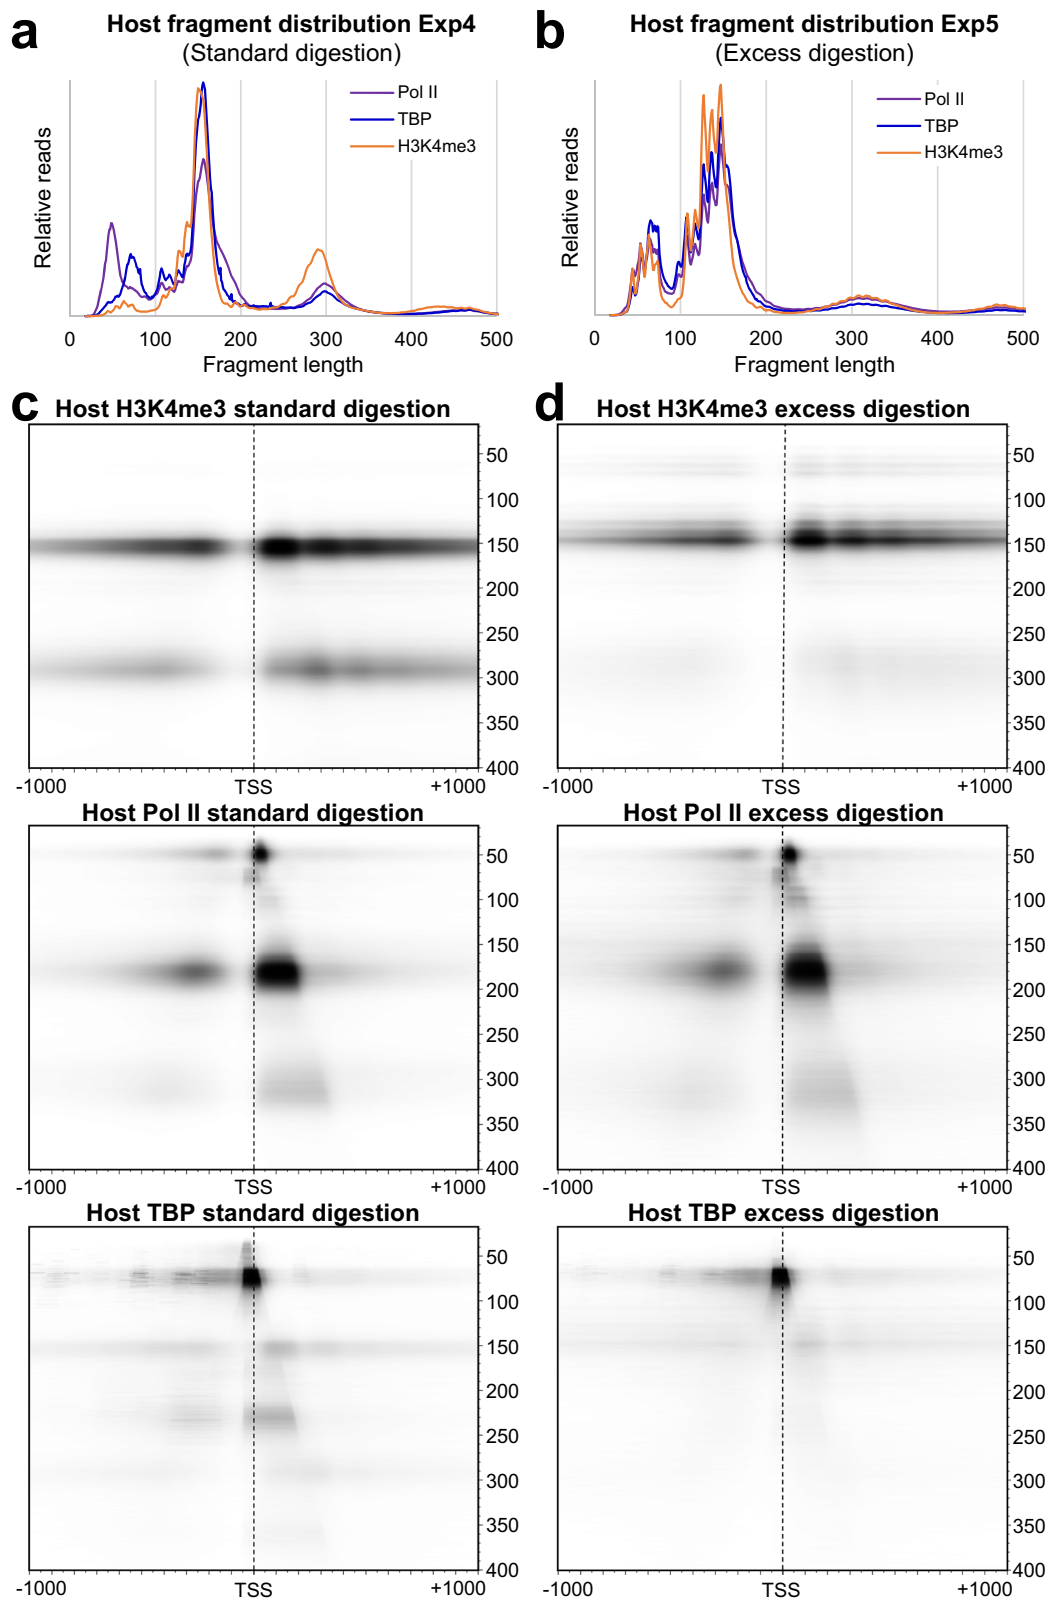 a
Host fragment distribution Exp4
(Standard digestion)
Relative reads
Pol II
TBP
H3K4me3
0 100 200 300 400 500
Fragment length
b
Host fragment distribution Exp5
(Excess digestion)
Relative reads
Pol II
TBP
H3K4me3
0 100 200 300 400 500
Fragment length
c
Host H3K4me3 standard digestion
50
100
150
200
250
300
350
400
-1000 TSS +1000
Host Pol II standard digestion
50
100
150
200
250
300
350
400
-1000 TSS +1000
Host TBP standard digestion
50
100
150
200
250
300
350
400
-1000 TSS +1000
d
Host H3K4me3 excess digestion
50
100
150
200
250
300
350
400
-1000 TSS +1000
Host Pol II excess digestion
50
100
150
200
250
300
350
400
-1000 TSS +1000
Host TBP excess digestion
50
100
150
200
250
300
350
400
-1000 TSS +1000